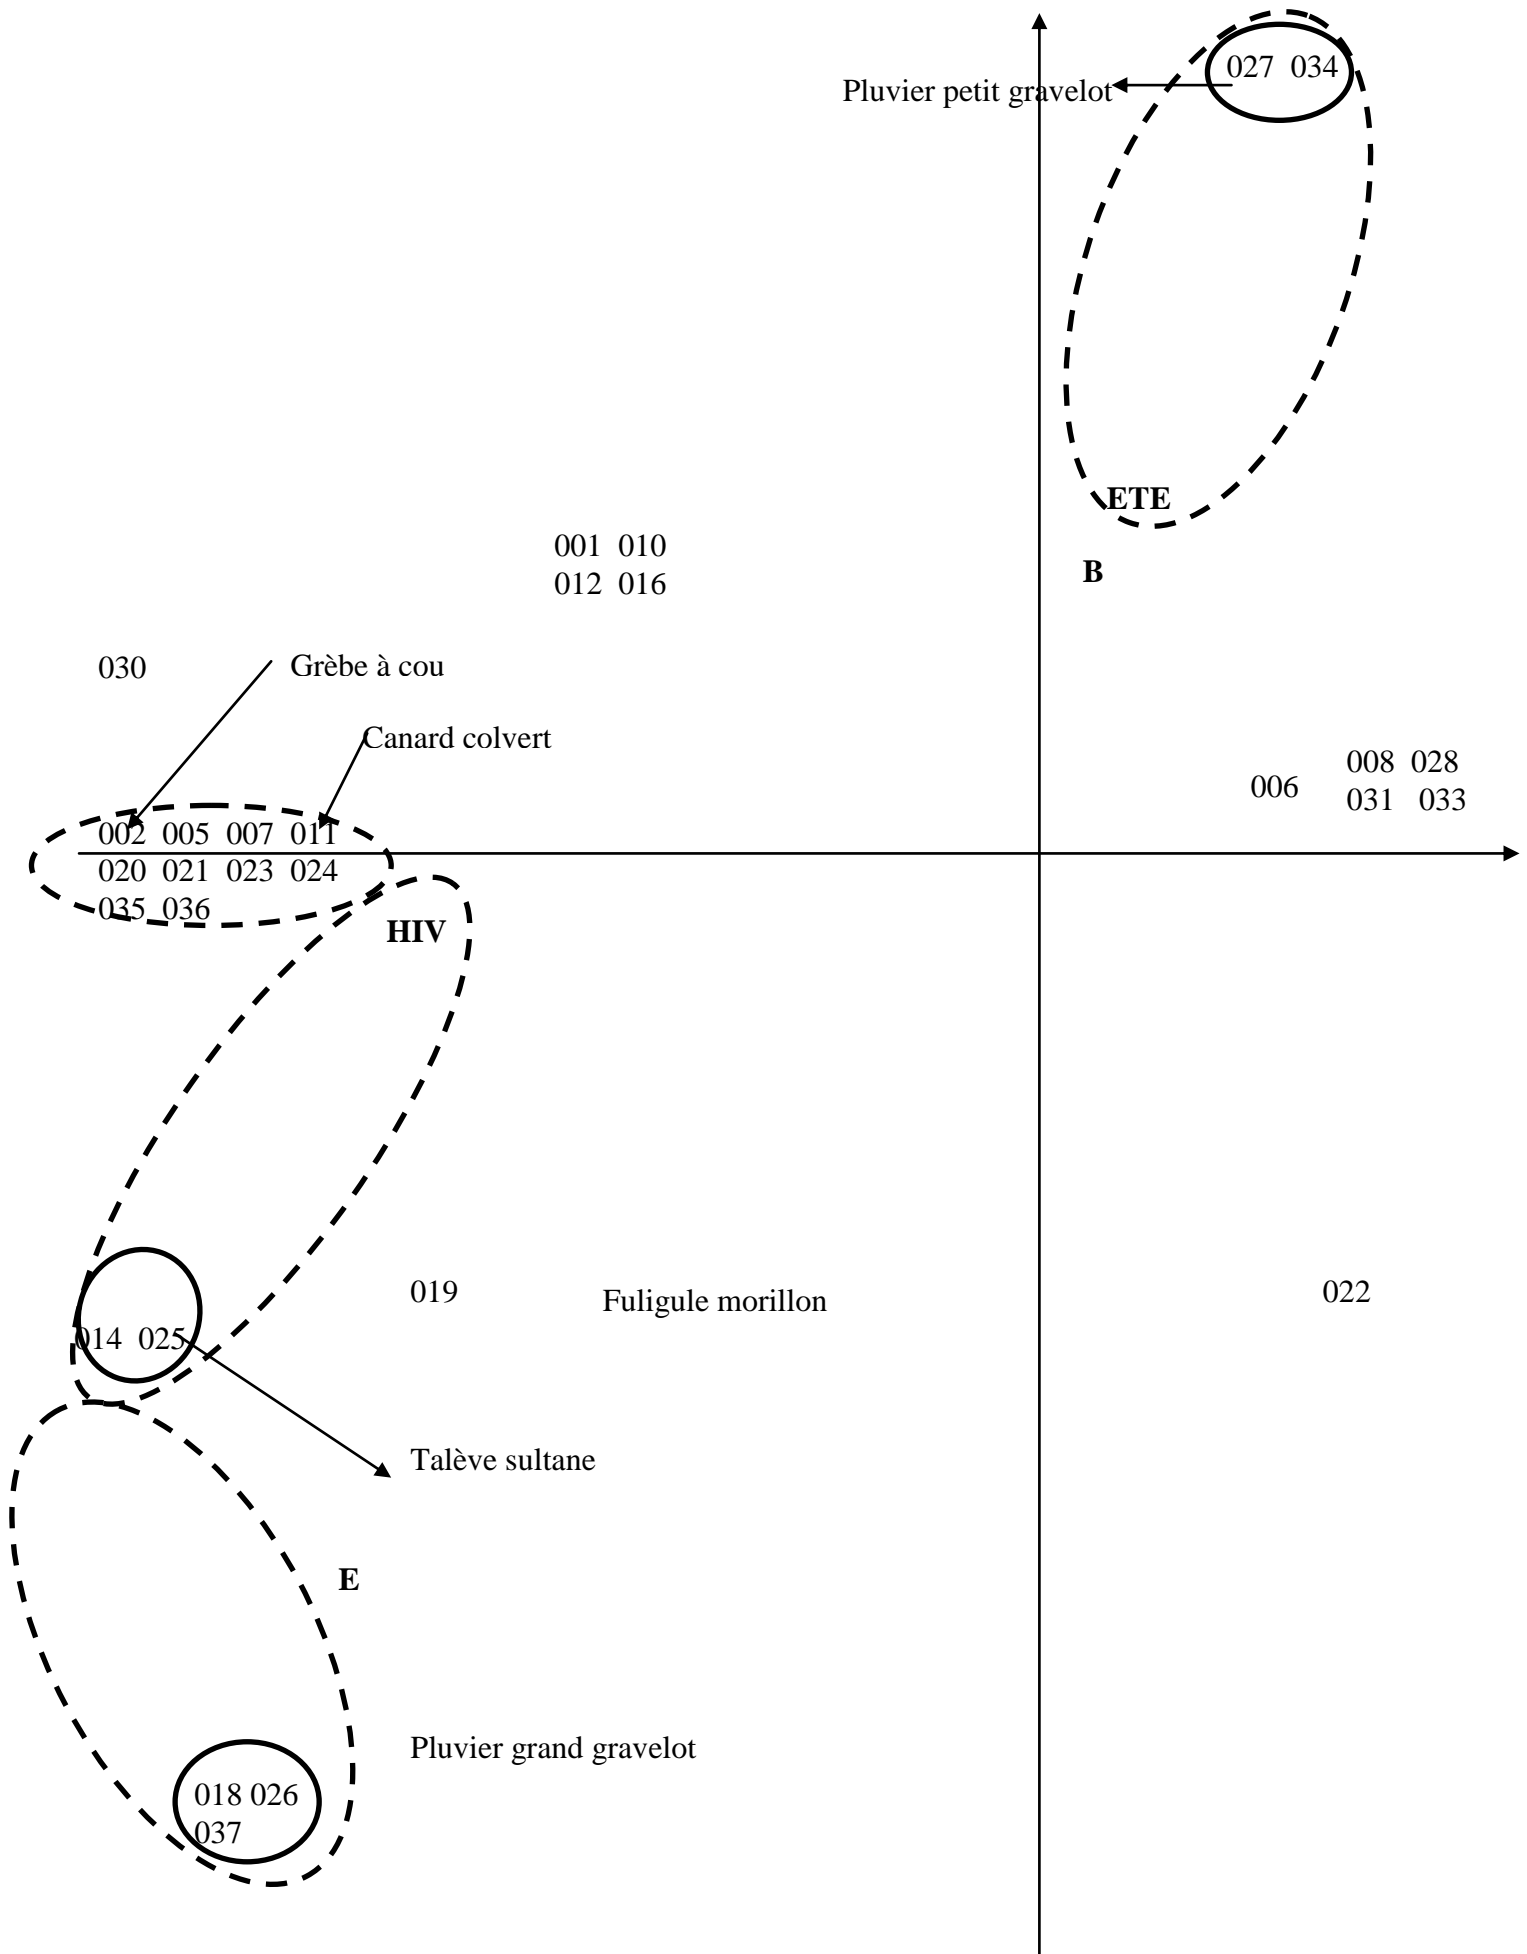 027 034
Pluvier petit gravelot
ETE
001 010
012 016
B
030
Grèbe à cou
Canard colvert
008 028
006
031 033
002 005 007 011
020 021 023 024
035 036
HIV
019
Fuligule morillon
022
014 025
Talève sultane
E
Pluvier grand gravelot
018 026
037